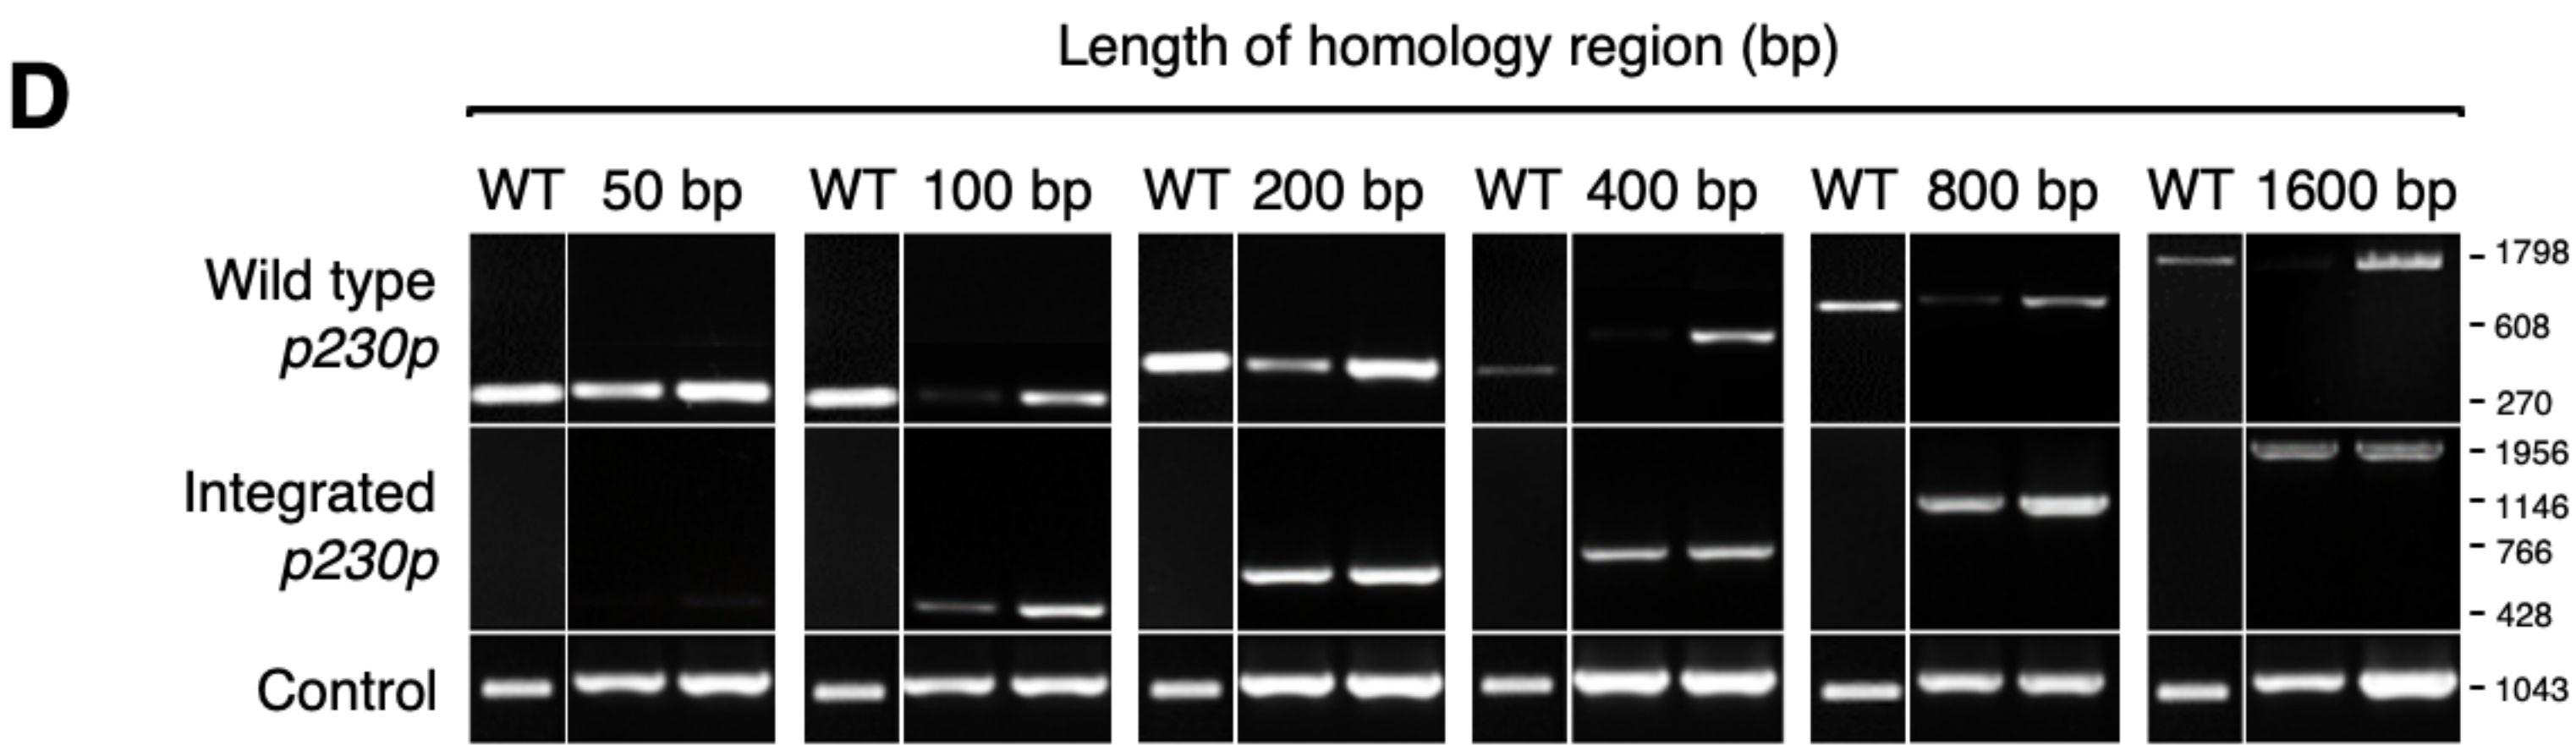 D
Length of homology region (bp)
WT 50 bp WT 100 bp WT 200 bp WT 400 bp WT 800 bp WT 1600 bp
Wild type
p230p
- 1798
- 608
- 270
Integrated
p230p
- 1956
- 1146
- 766
- 428
Control
- 1043